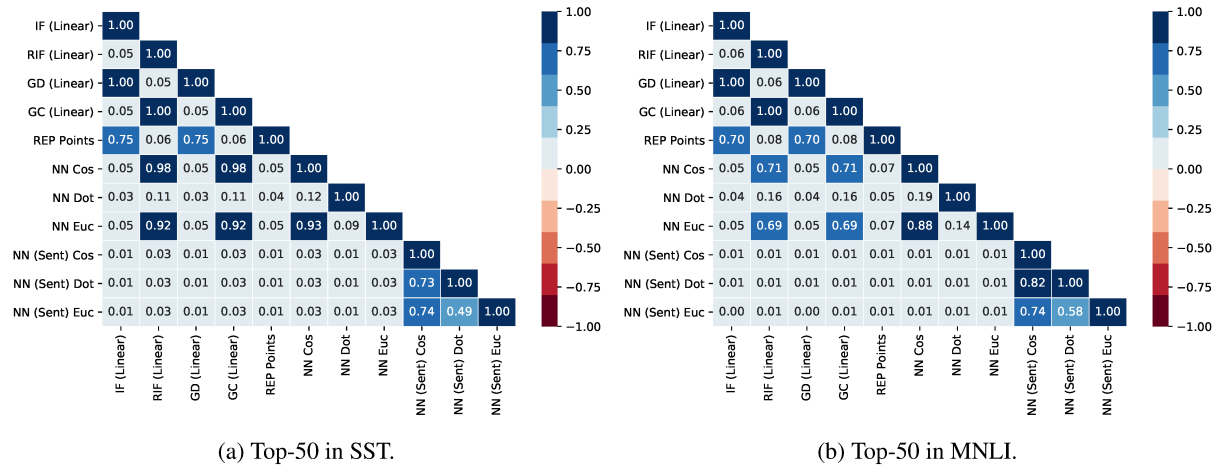 IF (Linear) 1.00
RIF (Linear) 0.05 1.00
GD (Linear) 1.00 0.05 1.00
GC (Linear) 0.05 1.00 0.05 1.00
REP Points 0.75 0.06 0.75 0.06 1.00
NN Cos 0.05 0.98 0.05 0.98 0.05 1.00
NN Dot 0.03 0.11 0.03 0.11 0.04 0.12 1.00
NN Euc 0.05 0.92 0.05 0.92 0.05 0.93 0.09 1.00
NN (Sent) Cos 0.01 0.03 0.01 0.03 0.01 0.03 0.01 0.03 1.00
NN (Sent) Dot 0.01 0.03 0.01 0.03 0.01 0.03 0.01 0.03 0.73 1.00
NN (Sent) Euc 0.01 0.03 0.01 0.03 0.01 0.03 0.01 0.03 0.74 0.49 1.00
IF (Linear)
RIF (Linear)
GD (Linear)
GC (Linear)
REP Points
NN Cos
NN Dot
NN Euc
NN (Sent) Cos
NN (Sent) Dot
NN (Sent) Euc
1.00
0.75
0.50
0.25
0.00
−0.25
−0.50
−0.75
−1.00
(a) Top-50 in SST.
IF (Linear) 1.00
RIF (Linear) 0.06 1.00
GD (Linear) 1.00 0.06 1.00
GC (Linear) 0.06 1.00 0.06 1.00
REP Points 0.70 0.08 0.70 0.08 1.00
NN Cos 0.05 0.71 0.05 0.71 0.07 1.00
NN Dot 0.04 0.16 0.04 0.16 0.05 0.19 1.00
NN Euc 0.05 0.69 0.05 0.69 0.07 0.88 0.14 1.00
NN (Sent) Cos 0.01 0.01 0.01 0.01 0.01 0.01 0.01 0.01 1.00
NN (Sent) Dot 0.01 0.01 0.01 0.01 0.01 0.01 0.01 0.01 0.82 1.00
NN (Sent) Euc 0.00 0.01 0.00 0.01 0.01 0.01 0.01 0.01 0.74 0.58 1.00
IF (Linear)
RIF (Linear)
GD (Linear)
GC (Linear)
REP Points
NN Cos
NN Dot
NN Euc
NN (Sent) Cos
NN (Sent) Dot
NN (Sent) Euc
1.00
0.75
0.50
0.25
0.00
−0.25
−0.50
−0.75
−1.00
(b) Top-50 in MNLI.